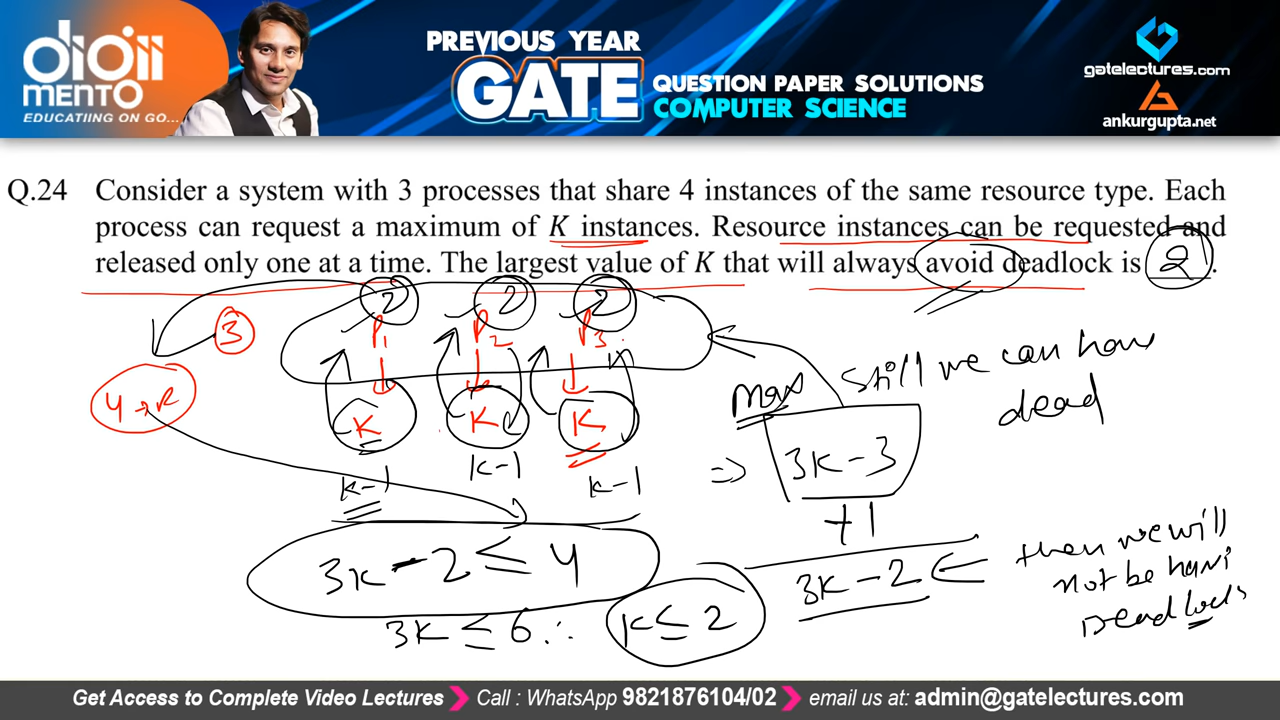 digii
mento
EDUCATIING ON GO...
PREVIOUS YEAR
GATE
QUESTION PAPER SOLUTIONS
COMPUTER SCIENCE
gatelectures.com
ankurgupta.net
Q.24 Consider a system with 3 processes that share 4 instances of the same resource type. Each
process can request a maximum of K instances. Resource instances can be requested and
released only one at a time. The largest value of K that will always avoid deadlock is 2.
2 2 2
3 P1 P2 P3
4 → R
K K K
k-1 k-1 k-1
Max still we can have
dead
⇒ 3k-3
+1
3k-2 ⇐ then we will
not be
Deadlock
3k-2 ≤ 4
3k ≤ 6 ∴ k ≤ 2
Get Access to Complete Video Lectures Call : WhatsApp 9821876104/02 email us at: admin@gatelectures.com